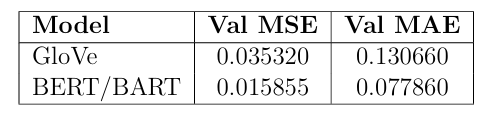 Model Val MSE Val MAE
GloVe 0.035320 0.130660
BERT/BART 0.015855 0.077860